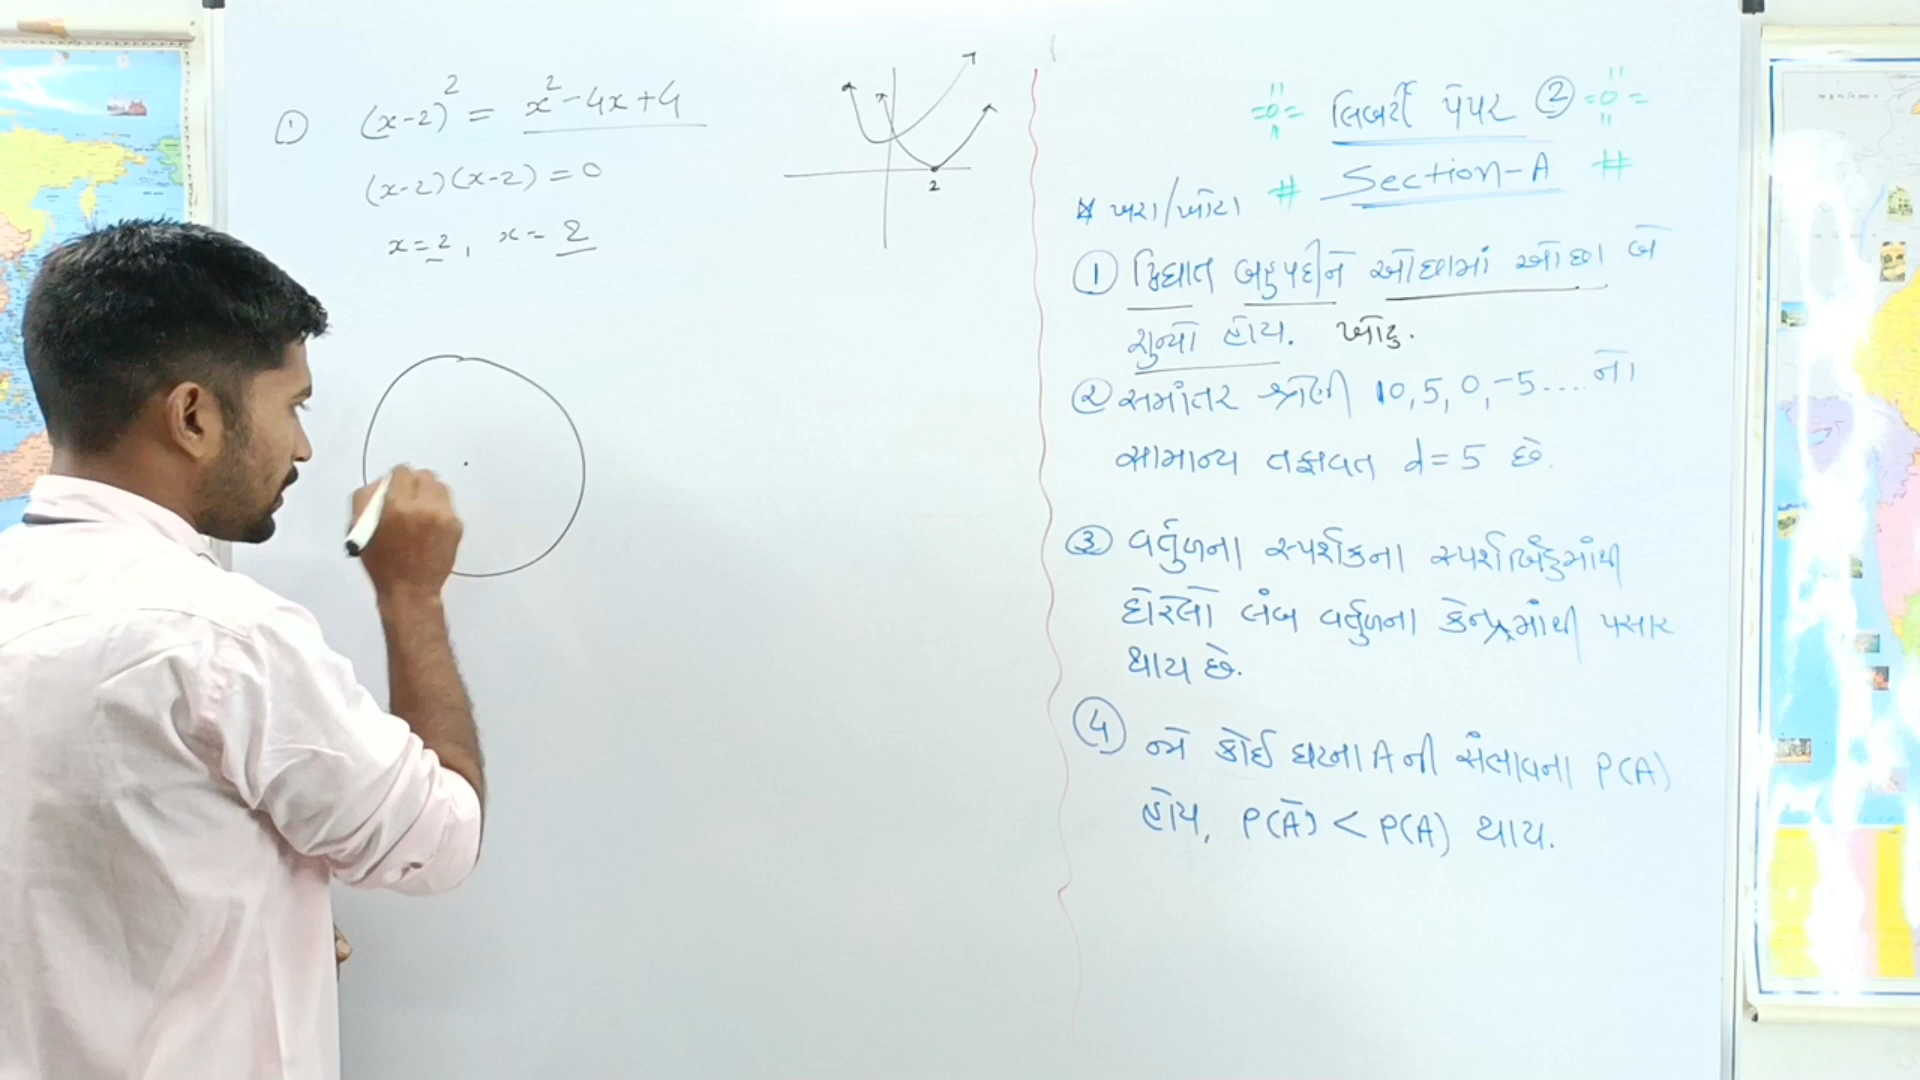 ① (x-2)² = x²-4x+4
(x-2)(x-2) = 0
x=2, x=2
2
લિબર્ટી પેપર ②
# Section-A #
* ખરા/ખોટા
① દ્વિઘાત બહુપદીને ઓછામાં ઓછા બે
શુન્યો હોય. ખોટુ.
② સમાંતર શ્રેણી 10, 5, 0, -5.... નો
સામાન્ય તફાવત d=5 છે.
③ વર્તુળના સ્પર્શકના સ્પર્શબિંદુમાંથી
દોરેલો લંબ વર્તુળના કેન્દ્રમાંથી પસાર
થાય છે.
④ જો કોઈ ઘટના A ની સંભાવના P(A)
હોય, P(Ā) < P(A) થાય.